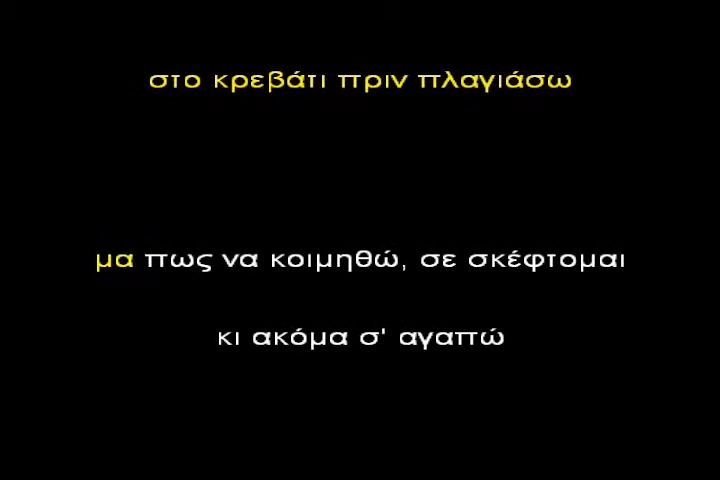 στο κρεβάτι πριν πλαγιάσω
μα πως να κοιμηθώ, σε σκέφτομαι
κι ακόμα σ' αγαπώ